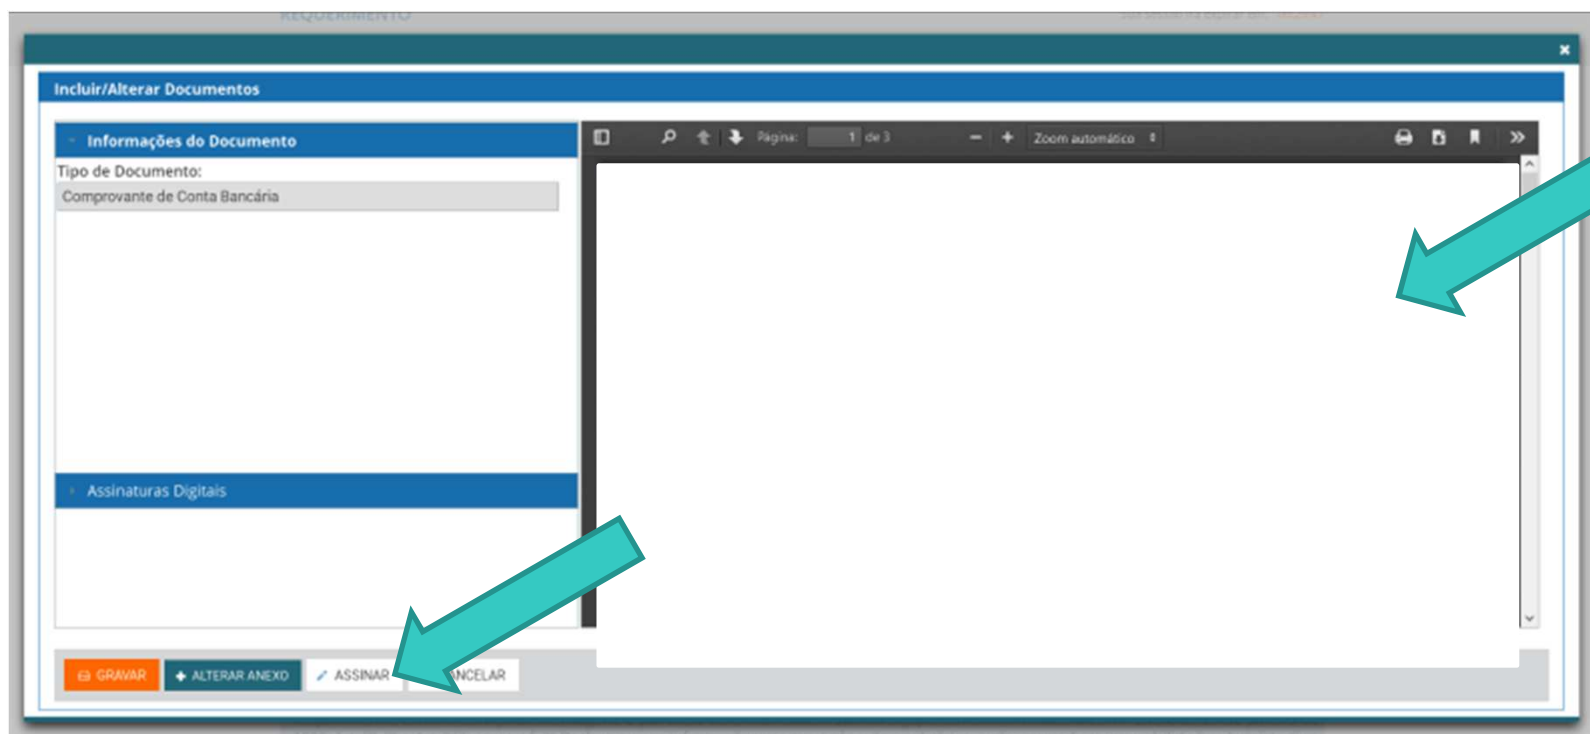 REQUERIMENTO
Incluir/Alterar Documentos
Informações do Documento
Tipo de Documento:
Comprovante de Conta Bancária
Página: 1 de 3
Zoom automático
Assinaturas Digitais
GRAVAR
ALTERAR ANEXO
ASSINAR
NCELAR